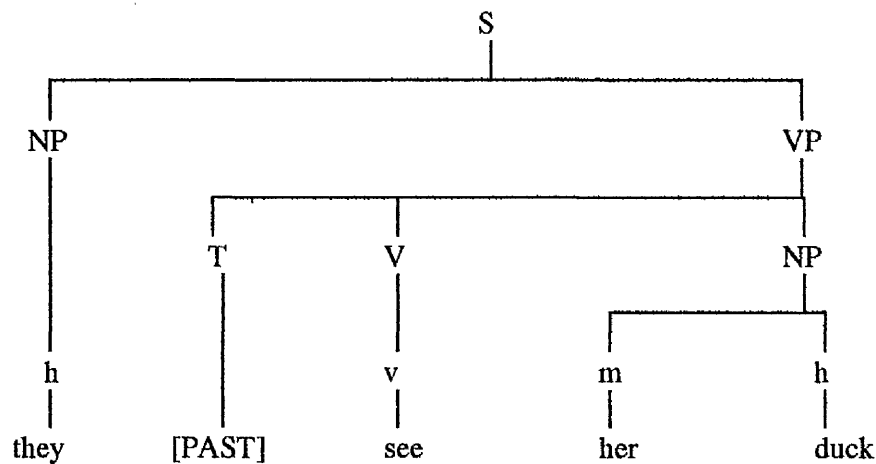 S
NP VP
T V NP
h v m h
they [PAST] see her duck